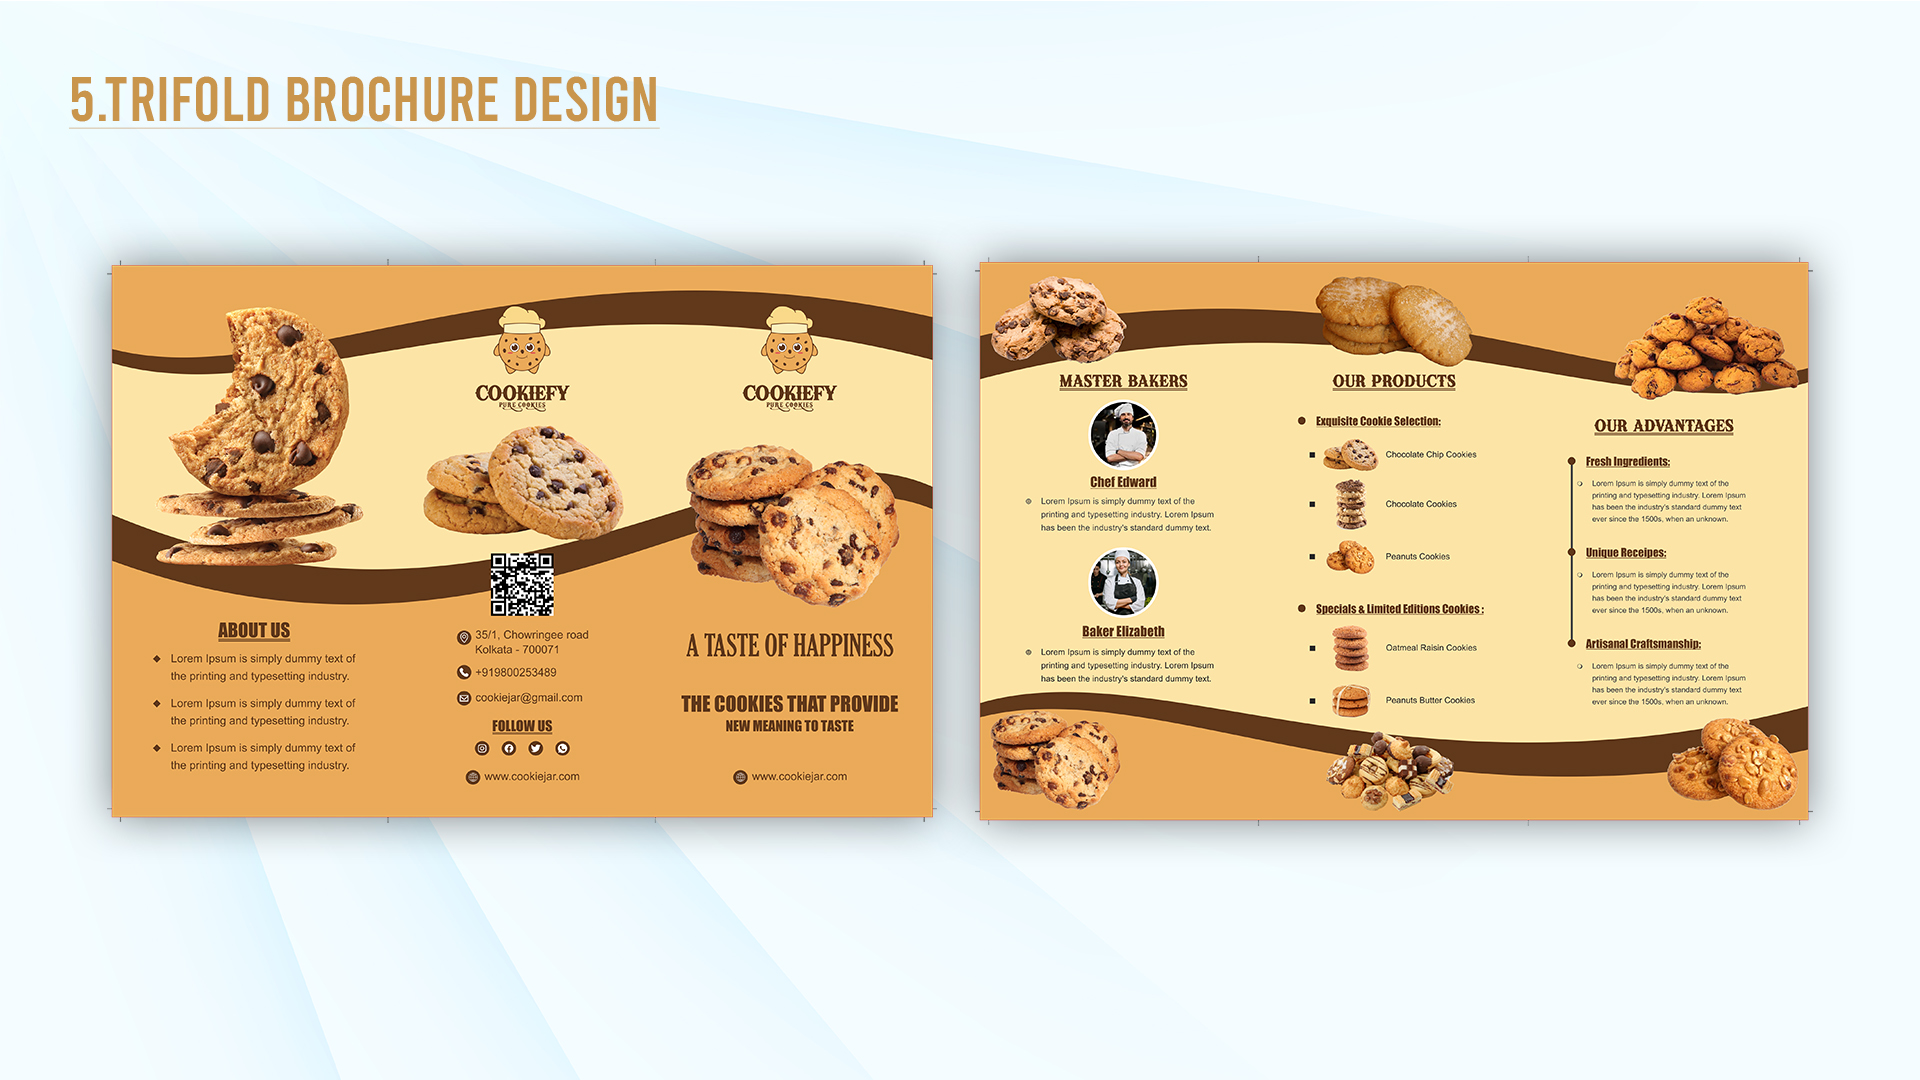 5.TRIFOLD BROCHURE DESIGN
ABOUT US
Lorem Ipsum is simply dummy text of
the printing and typesetting industry.
Lorem Ipsum is simply dummy text of
the printing and typesetting industry.
Lorem Ipsum is simply dummy text of
the printing and typesetting industry.
COOKIEFY
PURE COOKIES
35/1, Chowringee road
Kolkata - 700071
+919800253489
cookiejar@gmail.com
FOLLOW US
www.cookiejar.com
COOKIEFY
PURE COOKIES
A TASTE OF HAPPINESS
THE COOKIES THAT PROVIDE
NEW MEANING TO TASTE
www.cookiejar.com
MASTER BAKERS
Chef Edward
Lorem Ipsum is simply dummy text of the
printing and typesetting industry. Lorem Ipsum
has been the industry's standard dummy text.
Baker Elizabeth
Lorem Ipsum is simply dummy text of the
printing and typesetting industry. Lorem Ipsum
has been the industry's standard dummy text.
OUR PRODUCTS
Exquisite Cookie Selection:
Chocolate Chip Cookies
Chocolate Cookies
Peanuts Cookies
Specials & Limited Editions Cookies :
Oatmeal Raisin Cookies
Peanuts Butter Cookies
OUR ADVANTAGES
Fresh Ingredients:
Lorem Ipsum is simply dummy text of the
printing and typesetting industry. Lorem Ipsum
has been the industry's standard dummy text
ever since the 1500s, when an unknown.
Unique Receipes:
Lorem Ipsum is simply dummy text of the
printing and typesetting industry. Lorem Ipsum
has been the industry's standard dummy text
ever since the 1500s, when an unknown.
Artisanal Craftsmanship:
Lorem Ipsum is simply dummy text of the
printing and typesetting industry. Lorem Ipsum
has been the industry's standard dummy text
ever since the 1500s, when an unknown.